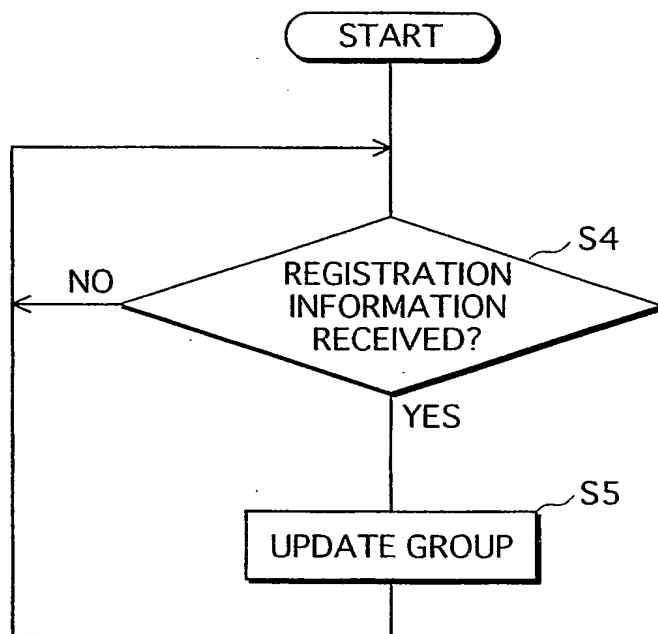 START
S4
NO
REGISTRATION
INFORMATION
RECEIVED?
YES
S5
UPDATE GROUP